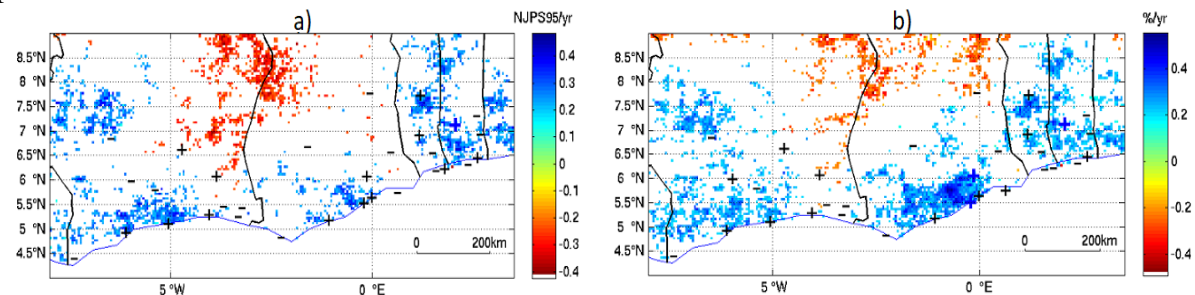 a)
NJPS95/yr
8.5°N
8 °N
7.5°N
7 °N
6.5°N
6 °N
5.5°N
5 °N
4.5°N
5 °W
0 °E
0 200km
0.4
0.3
0.2
0.1
0
-0.1
-0.2
-0.3
-0.4
b)
%/yr
8.5°N
8 °N
7.5°N
7 °N
6.5°N
6 °N
5.5°N
5 °N
4.5°N
5 °W
0 °E
0 200km
0.4
0.2
0
-0.2
-0.4